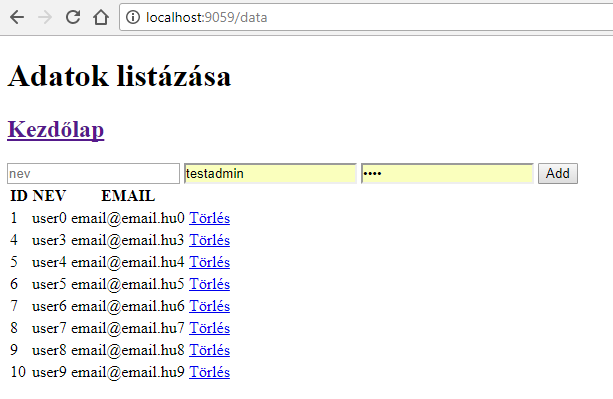 localhost:9059/data
Adatok listázása
Kezdőlap
nev testadmin •••• Add
ID NEV EMAIL
1 user0 email@email.hu0 Törlés
4 user3 email@email.hu3 Törlés
5 user4 email@email.hu4 Törlés
6 user5 email@email.hu5 Törlés
7 user6 email@email.hu6 Törlés
8 user7 email@email.hu7 Törlés
9 user8 email@email.hu8 Törlés
10 user9 email@email.hu9 Törlés